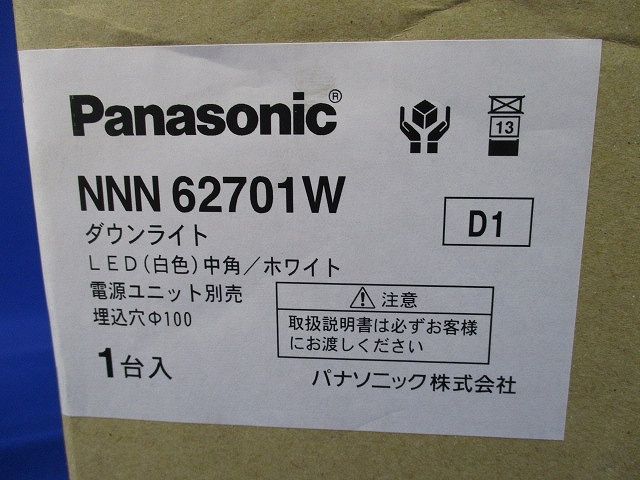 Panasonic®
13
NNN 62701W
D1
ダウンライト
LED(白色)中角/ホワイト
電源ユニット別売
埋込穴Φ100
1台入
⚠注意
取扱説明書は必ずお客様
にお渡しください
パナソニック株式会社